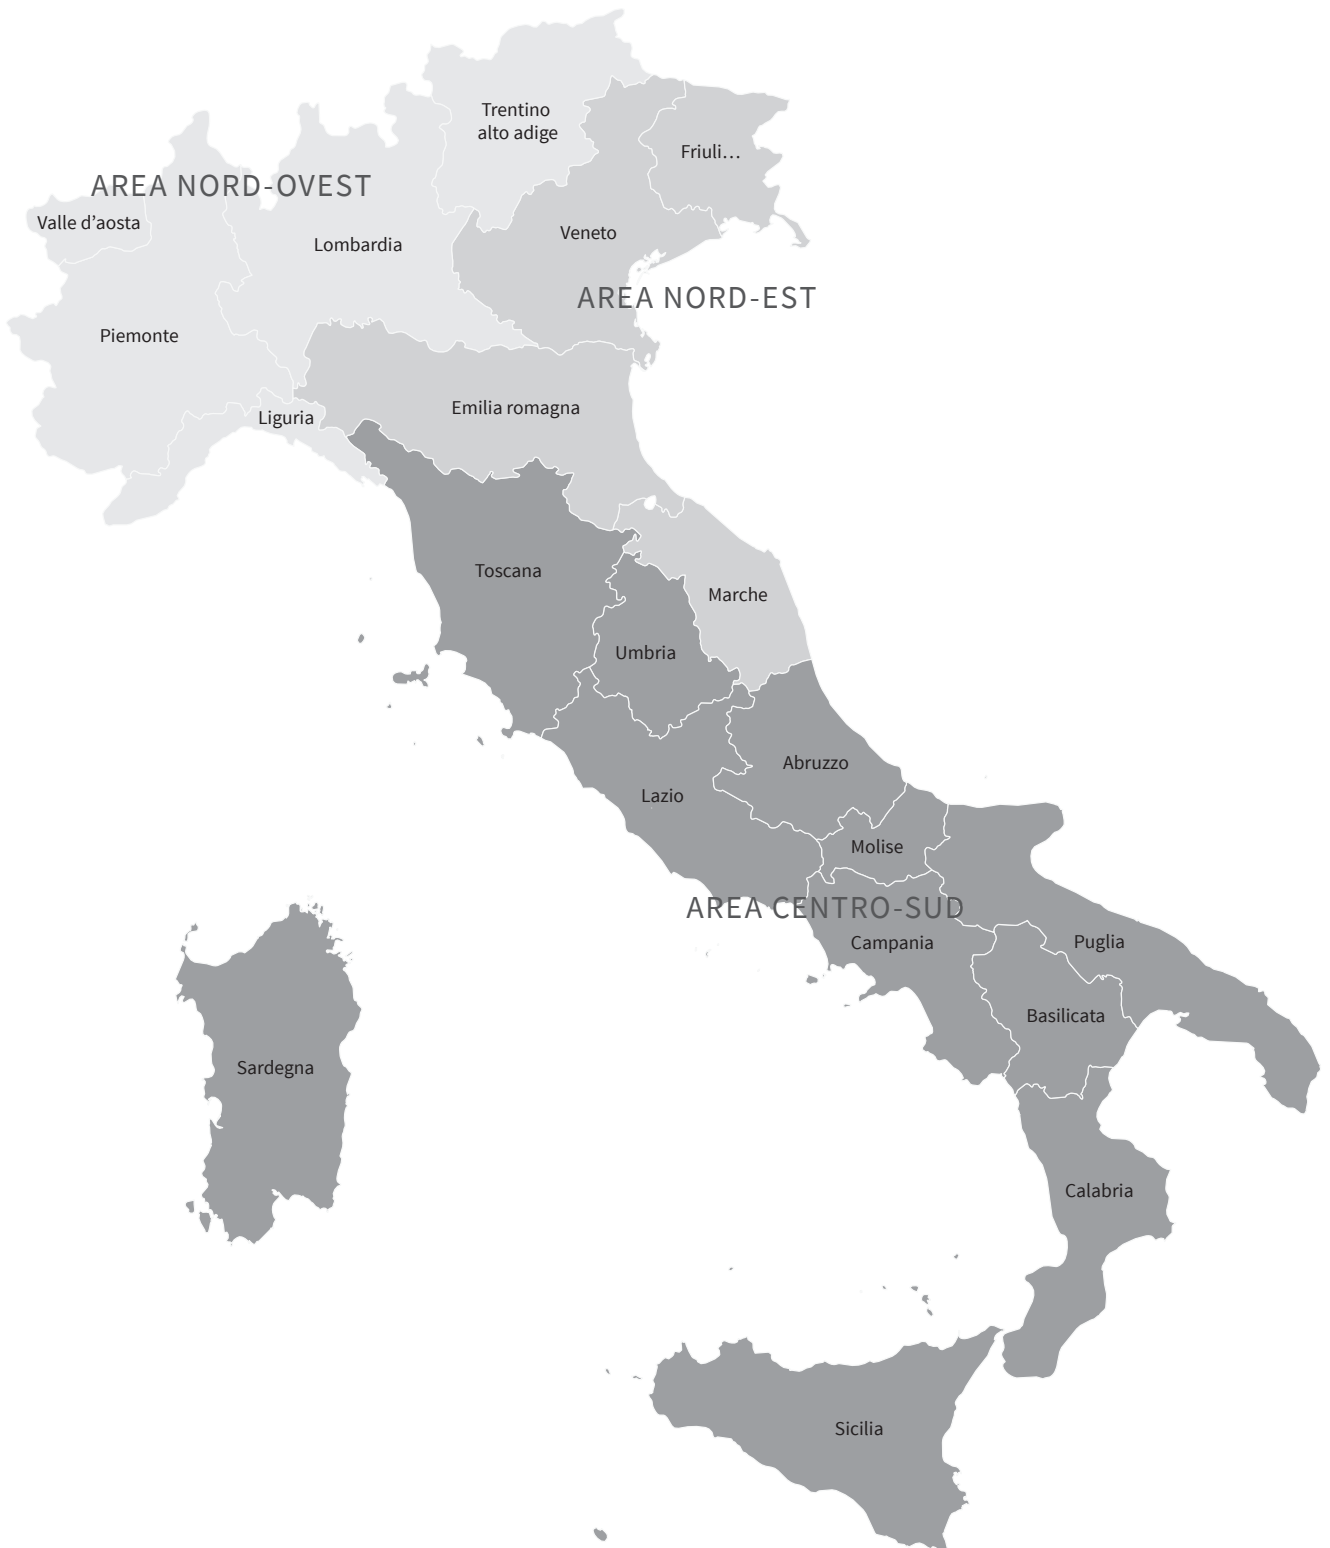 Trentino
alto adige
Friuli…
AREA NORD-OVEST
Valle d’aosta
Veneto
Lombardia
AREA NORD-EST
Piemonte
Emilia romagna
Liguria
Toscana
Marche
Umbria
Abruzzo
Lazio
Molise
AREA CENTRO-SUD
Campania
Puglia
Basilicata
Sardegna
Calabria
Sicilia